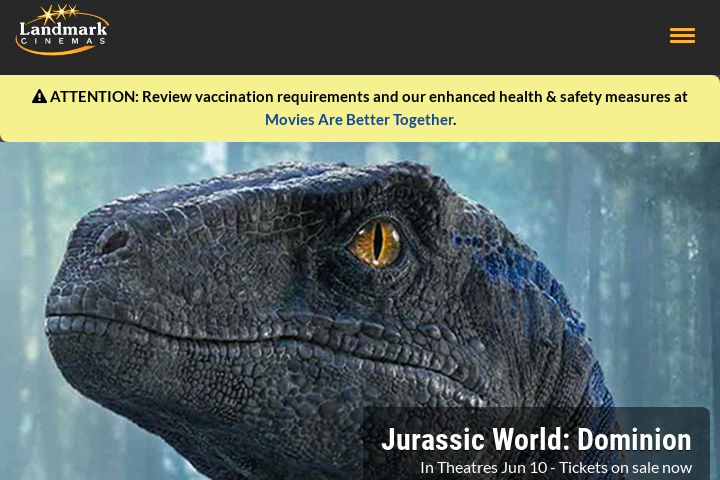 Landmark
CINEMAS
ATTENTION: Review vaccination requirements and our enhanced health & safety measures at
Movies Are Better Together.
Jurassic World: Dominion
In Theatres Jun 10 - Tickets on sale now